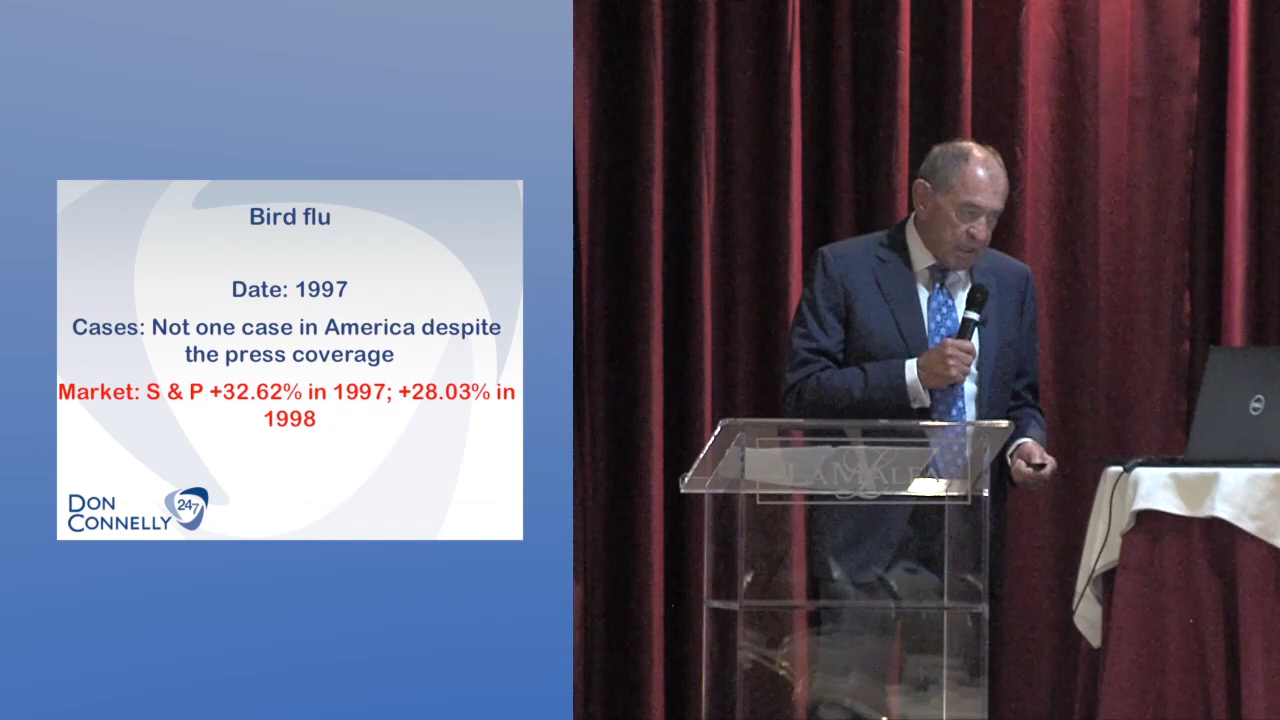 Bird flu
Date: 1997
Cases: Not one case in America despite
the press coverage
Market: S & P +32.62% in 1997; +28.03% in
1998
DON
CONNELLY
24/7